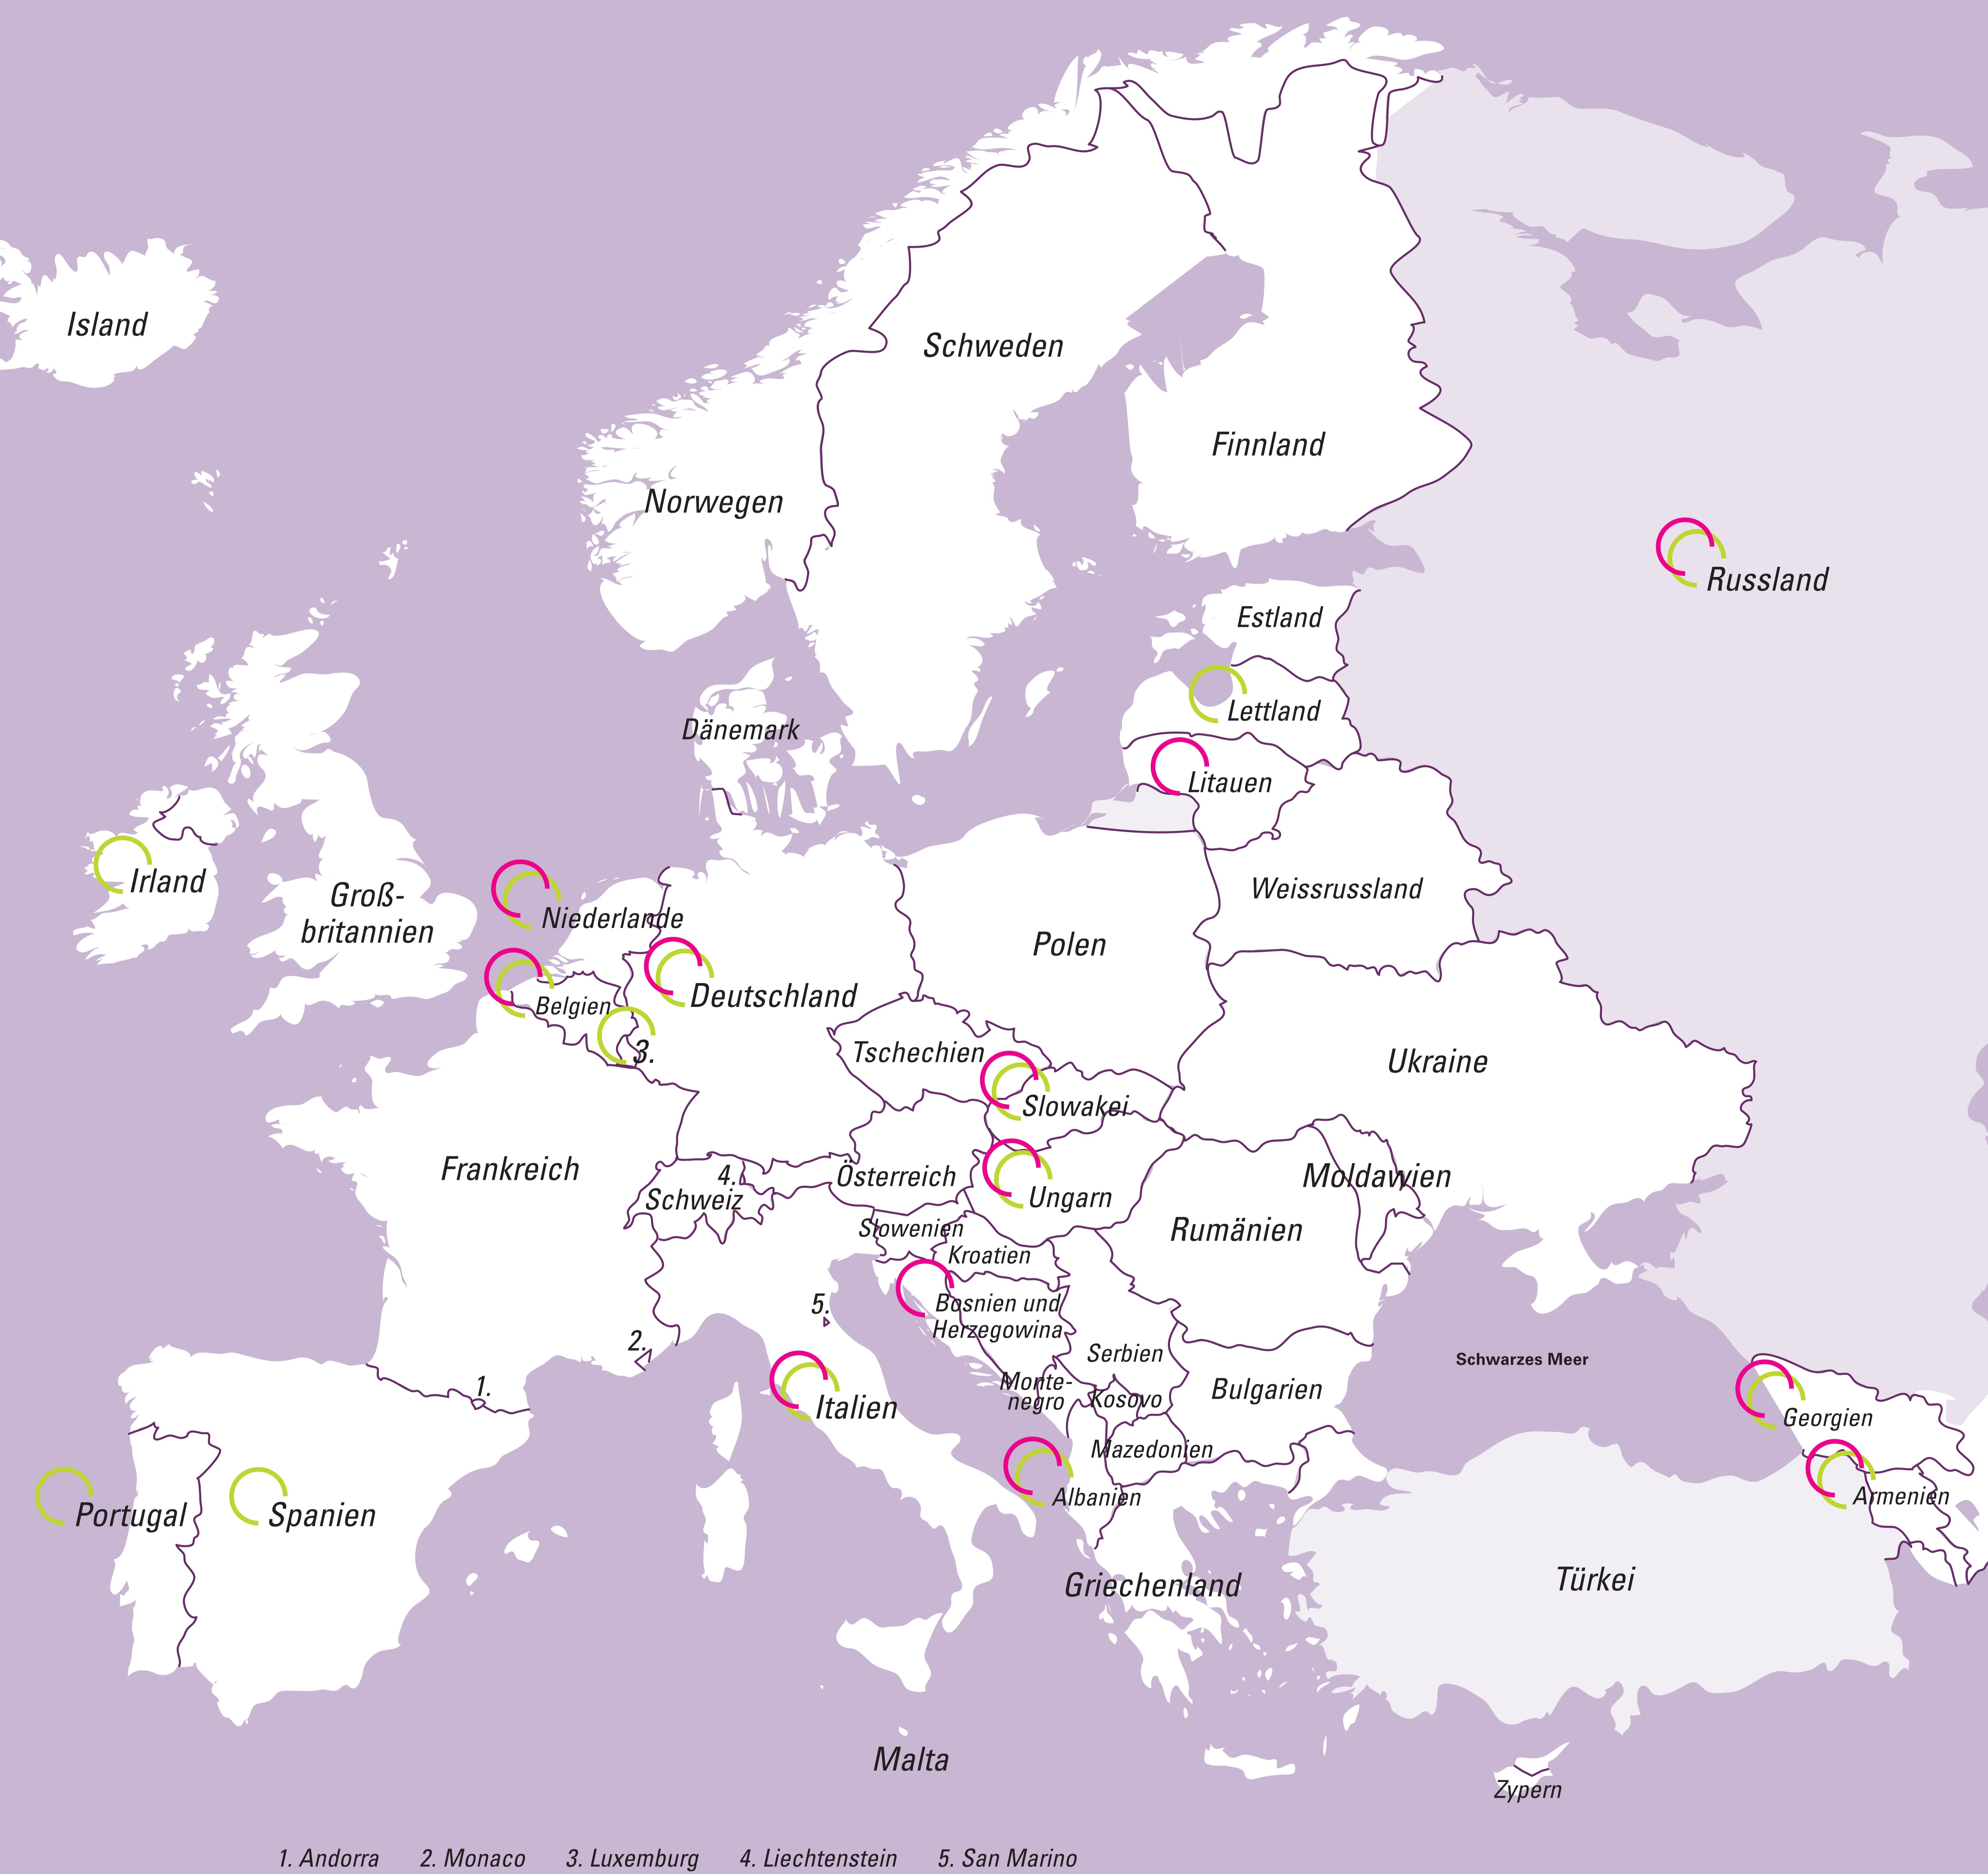 Island
Schweden
Finnland
Norwegen
Russland
Estland
Lettland
Dänemark
Litauen
Irland
Groß-
britannien
Niederlande
Weissrussland
Polen
Belgien
Deutschland
3.
Tschechien
Ukraine
Slowakei
Frankreich
4.
Schweiz
Österreich
Ungarn
Moldawien
Slowenien
Rumänien
Kroatien
5.
Bosnien und
Herzegowina
2.
Serbien
Schwarzes Meer
1.
Monte-
negro
Kosovo
Bulgarien
Italien
Georgien
Mazedonien
Albanien
Armenien
Portugal
Spanien
Griechenland
Türkei
Malta
Zypern
1. Andorra 2. Monaco 3. Luxemburg 4. Liechtenstein 5. San Marino